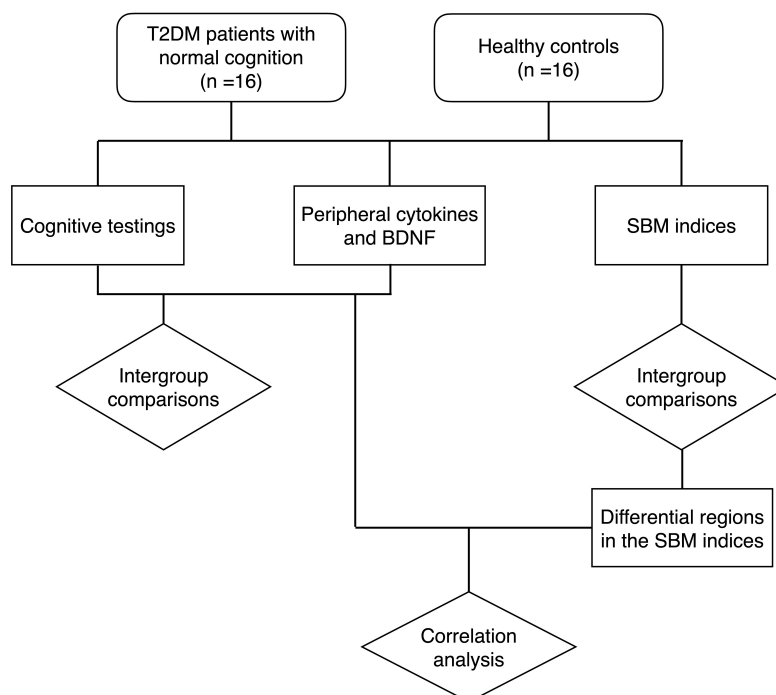 T2DM patients with
normal cognition
(n =16)
Healthy controls
(n =16)
Cognitive testings
Peripheral cytokines
and BDNF
SBM indices
Intergroup
comparisons
Intergroup
comparisons
Differential regions
in the SBM indices
Correlation
analysis